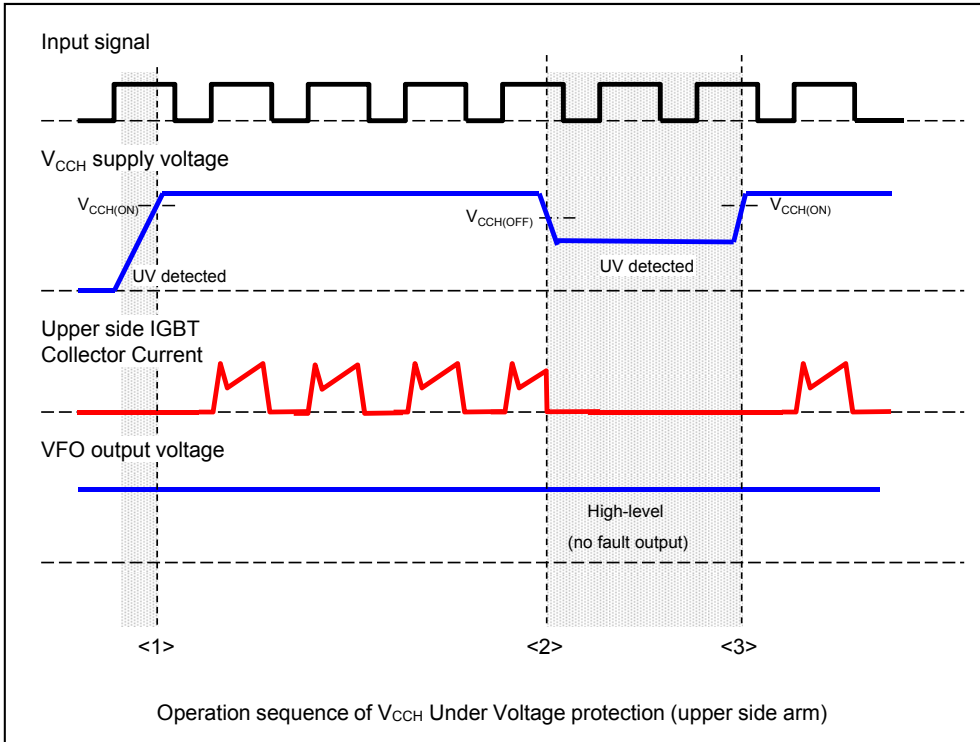 Input signal
VCCH supply voltage
VCCH(ON)
VCCH(OFF)
VCCH(ON)
UV detected
UV detected
Upper side IGBT
Collector Current
VFO output voltage
High-level
(no fault output)
<1>
<2>
<3>
Operation sequence of VCCH Under Voltage protection (upper side arm)